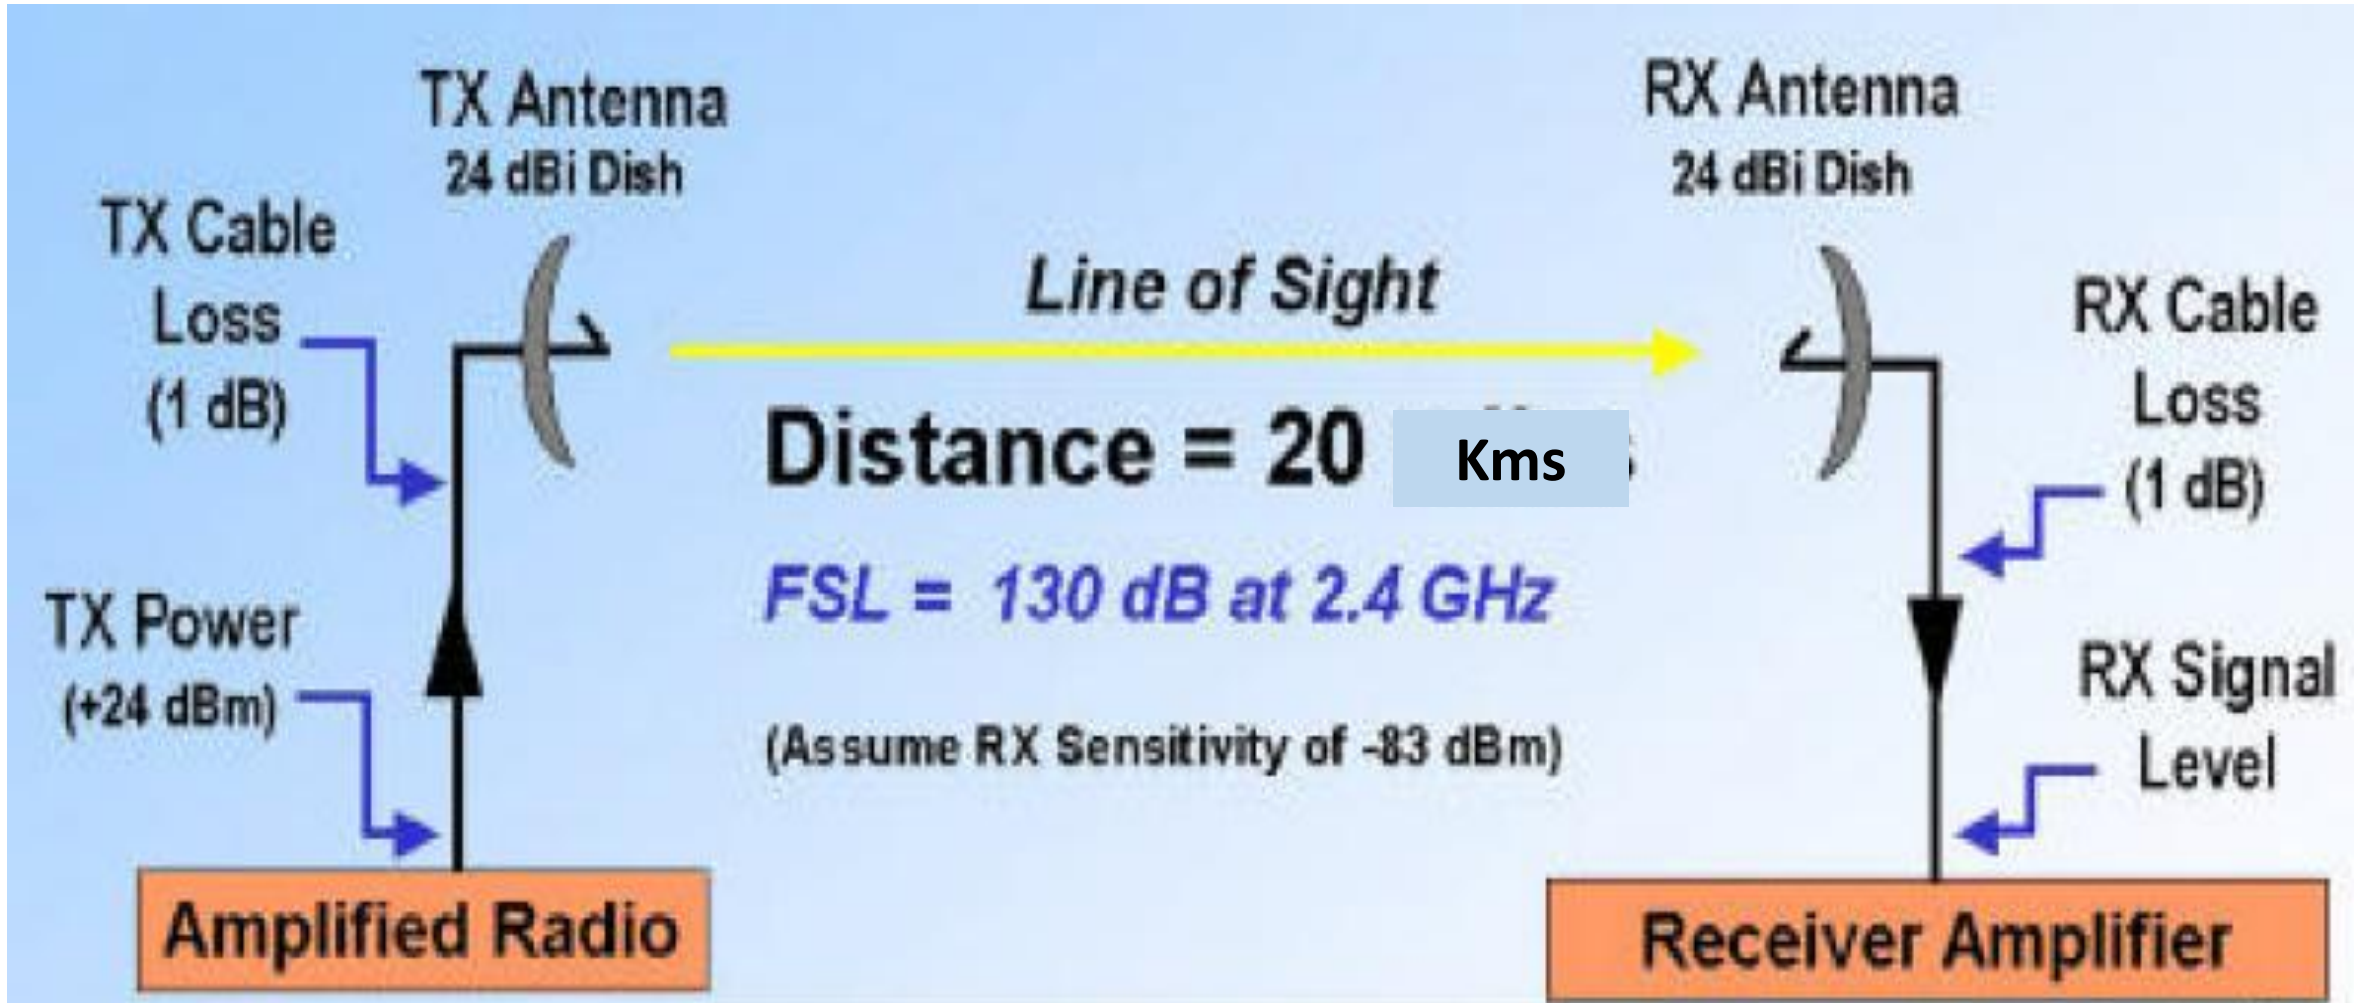 TX Antenna
24 dBi Dish
RX Antenna
24 dBi Dish
TX Cable
Loss
(1 dB)
Line of Sight
RX Cable
Loss
(1 dB)
Distance = 20 Kms
FSL = 130 dB at 2.4 GHz
TX Power
(+24 dBm)
(Assume RX Sensitivity of -83 dBm)
RX Signal
Level
Amplified Radio
Receiver Amplifier